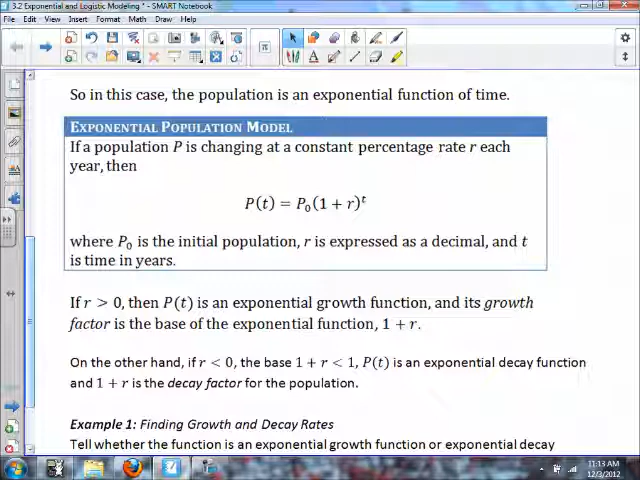 3.2 Exponential and Logistic Modeling * - SMART Notebook
File Edit View Insert Format Math Draw Help
So in this case, the population is an exponential function of time.
EXPONENTIAL POPULATION MODEL
If a population P is changing at a constant percentage rate r each
year, then
P(t) = P₀(1 + r)ᵗ
where P₀ is the initial population, r is expressed as a decimal, and t
is time in years.
If r > 0, then P(t) is an exponential growth function, and its growth
factor is the base of the exponential function, 1 + r.
On the other hand, if r < 0, the base 1 + r < 1, P(t) is an exponential decay function
and 1 + r is the decay factor for the population.
Example 1: Finding Growth and Decay Rates
Tell whether the function is an exponential growth function or exponential decay
11:13 AM
12/3/2012